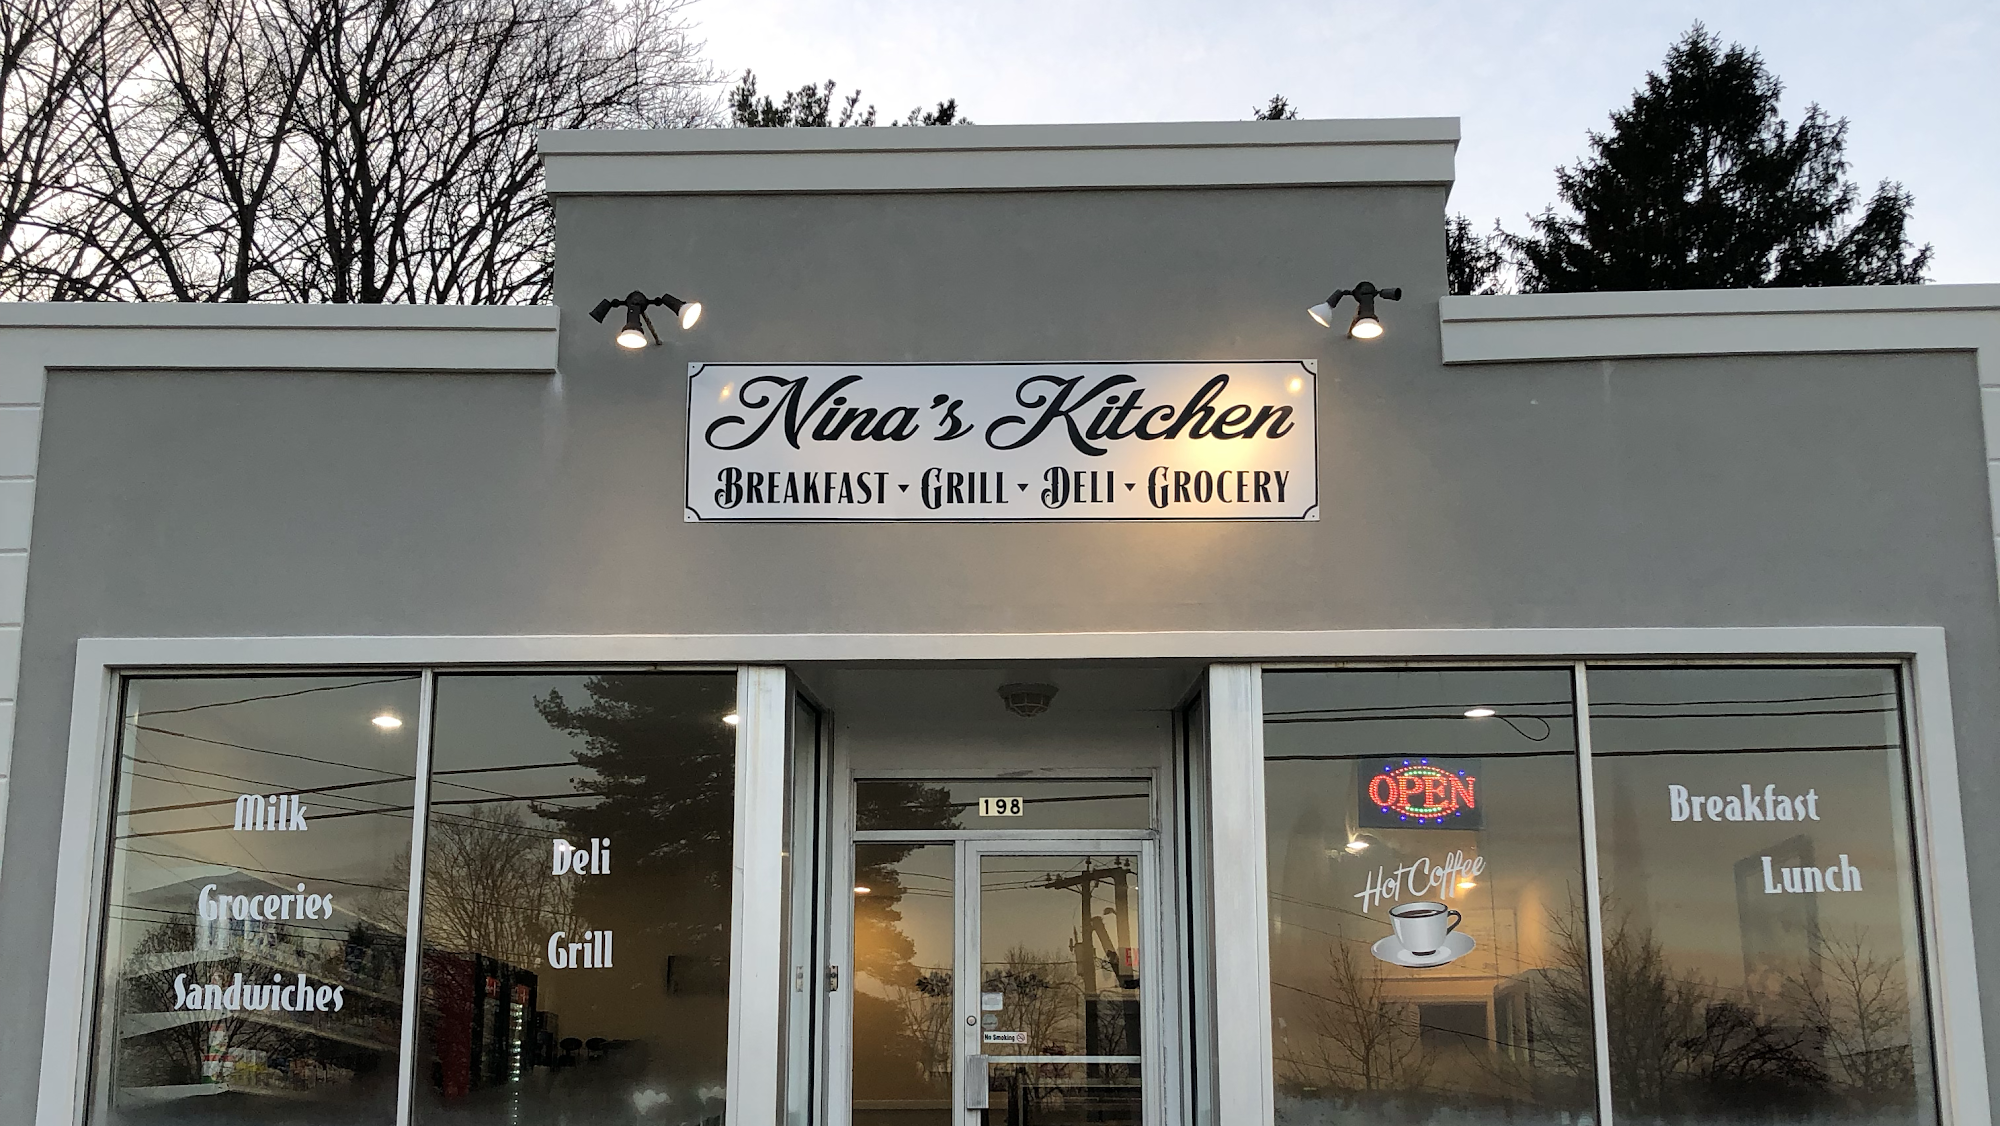 Nina's Kitchen
BREAKFAST ▾ GRILL ▾ DELI ▾ GROCERY
198
OPEN
Milk
Groceries
Sandwiches
Deli
Grill
Hot Coffee
Breakfast
Lunch
No Smoking